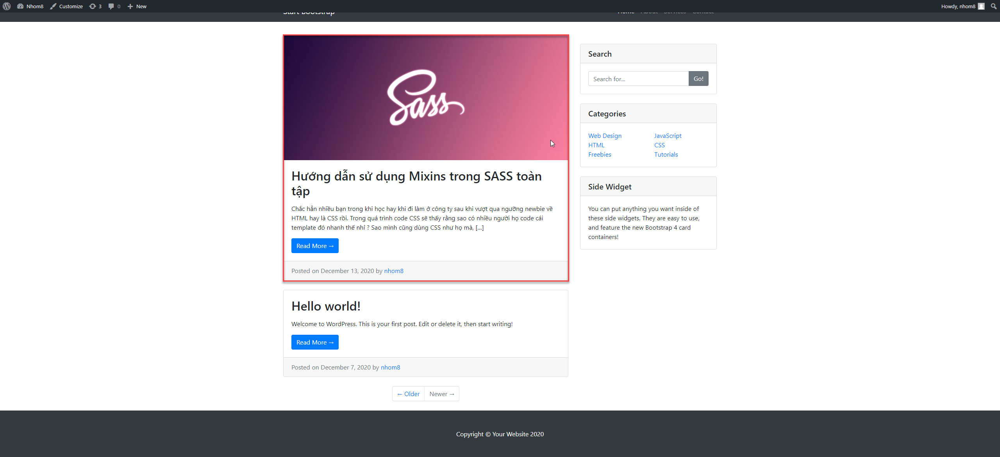 Nhom8 Customize 3 0 New Howdy, nhom8
Start Bootstrap Home About Services Contact
Sass
Hướng dẫn sử dụng Mixins trong SASS toàn
tập
Chắc hẳn nhiều bạn trong khi học hay khi đi làm ở công ty sau khi vượt qua ngưỡng newbie về
HTML hay là CSS rồi. Trong quá trình code CSS sẽ thấy rằng sao có nhiều người họ code cái
template đó nhanh thế nhỉ ? Sao mình cũng dùng CSS như họ mà, […]
Read More →
Posted on December 13, 2020 by nhom8
Hello world!
Welcome to WordPress. This is your first post. Edit or delete it, then start writing!
Read More →
Posted on December 7, 2020 by nhom8
← Older Newer →
Search
Search for... Go!
Categories
Web Design JavaScript
HTML CSS
Freebies Tutorials
Side Widget
You can put anything you want inside of
these side widgets. They are easy to use,
and feature the new Bootstrap 4 card
containers!
Copyright © Your Website 2020